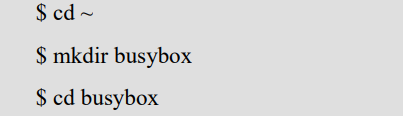 $ cd ~
$ mkdir busybox
$ cd busybox